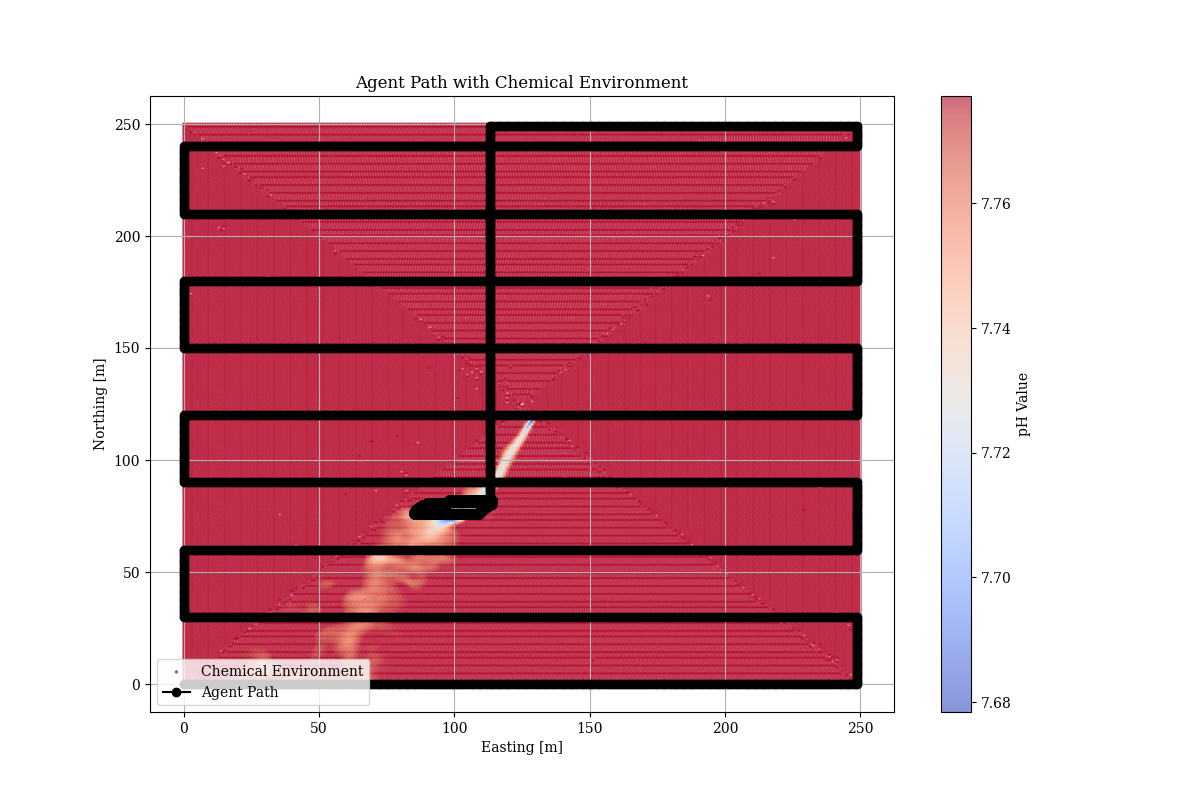 Agent Path with Chemical Environment
250
200
150
100
50
0
Northing [m]
0 50 100 150 200 250
Easting [m]
Chemical Environment
Agent Path
7.76
7.74
7.72
7.70
7.68
pH Value